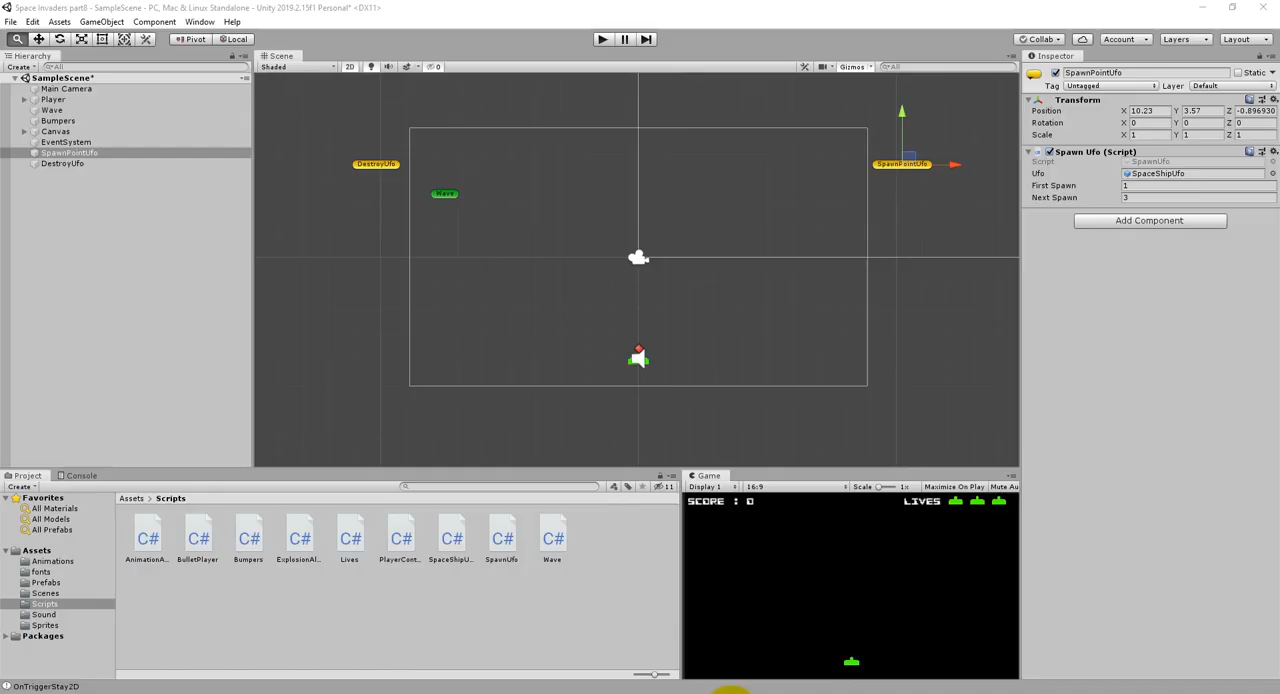 Space Invaders part8 - SampleScene - PC, Mac & Linux Standalone - Unity 2019.2.15f1 Personal* <DX11>
File Edit Assets GameObject Component Window Help
Pivot Local Collab Account Layers Layout
Hierarchy
Create All
SampleScene*
Main Camera
Player
Wave
Bumpers
Canvas
EventSystem
SpawnPointUfo
DestroyUfo
Scene
Shaded 2D 0 Gizmos All
DestroyUfo
SpawnPointUfo
Wave
Inspector
SpawnPointUfo Static
Tag Untagged Layer Default
Transform
Position X 10.23 Y 3.57 Z -0.896930
Rotation X 0 Y 0 Z 0
Scale X 1 Y 1 Z 1
Spawn Ufo (Script)
Script SpawnUfo
Ufo SpaceShipUfo
First Spawn 1
Next Spawn 3
Add Component
Project Console
Create 11
Favorites
All Materials
All Models
All Prefabs
Assets
Animations
fonts
Prefabs
Scenes
Scripts
Sound
Sprites
Packages
Assets > Scripts
C# C# C# C# C# C# C# C# C#
AnimationA... BulletPlayer Bumpers ExplosionAl... Lives PlayerCont... SpaceShipU... SpawnUfo Wave
Game
Display 1 16:9 Scale 1x Maximize On Play Mute Au
SCORE : 0 LIVES
OnTriggerStay2D